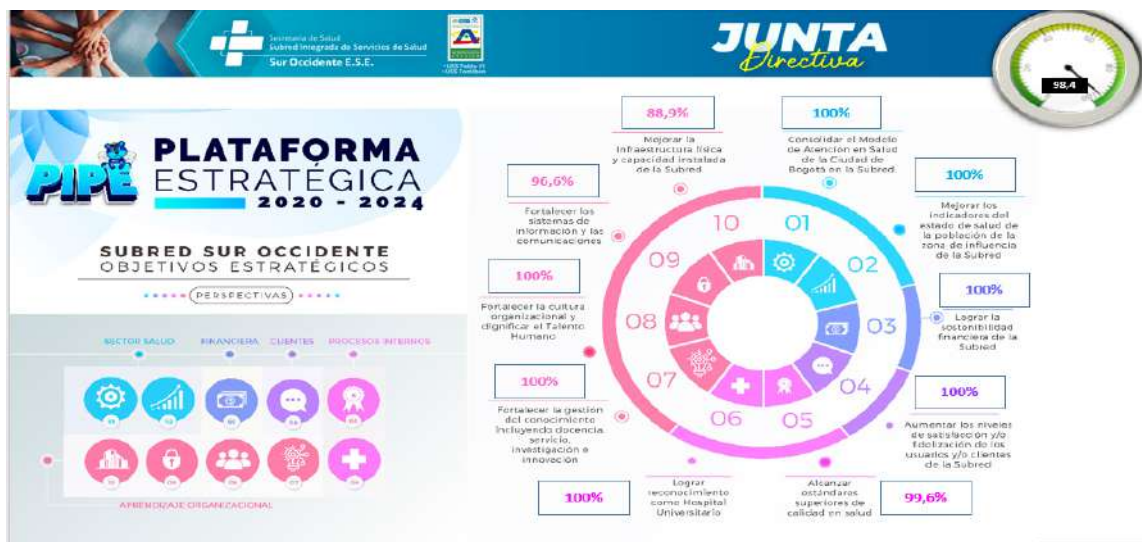 Secretaría de Salud
Subred Integrada de Servicios de Salud
Sur Occidente E.S.E.
JUNTA
Directiva
98,4
PIPE
PLATAFORMA
ESTRATÉGICA
2020 - 2024
SUBRED SUR OCCIDENTE
OBJETIVOS ESTRATÉGICOS
PERSPECTIVAS
SECTOR SALUD
FINANCIERA
CLIENTES
PROCESOS INTERNOS
APRENDIZAJE ORGANIZACIONAL
88,9%
Mejorar la
Infraestructura física
y capacidad instalada
de la Subred
100%
Consolidar el Modelo
de Atención en Salud
de la Ciudad de
Bogotá en la Subred.
96,6%
Fortalecer los
sistemas de
información y las
comunicaciones
100%
Mejorar los
indicadores del
estado de salud de
la población de la
zona de influencia
de la Subred
100%
Fortalecer la cultura
organizacional y
dignificar el Talento
Humano
100%
Lograr la
sostenibilidad
financiera de la
Subred
100%
Fortalecer la gestión
del conocimiento
incluyendo docencia,
servicio,
investigación e
innovación
100%
Aumentar los niveles
de satisfacción y/o
fidelización de los
usuarios y/o clientes
de la Subred
100%
Lograr
reconocimiento
como Hospital
Universitario
Alcanzar
estándares
superiores de
calidad en salud
99,6%
01
02
03
04
05
06
07
08
09
10